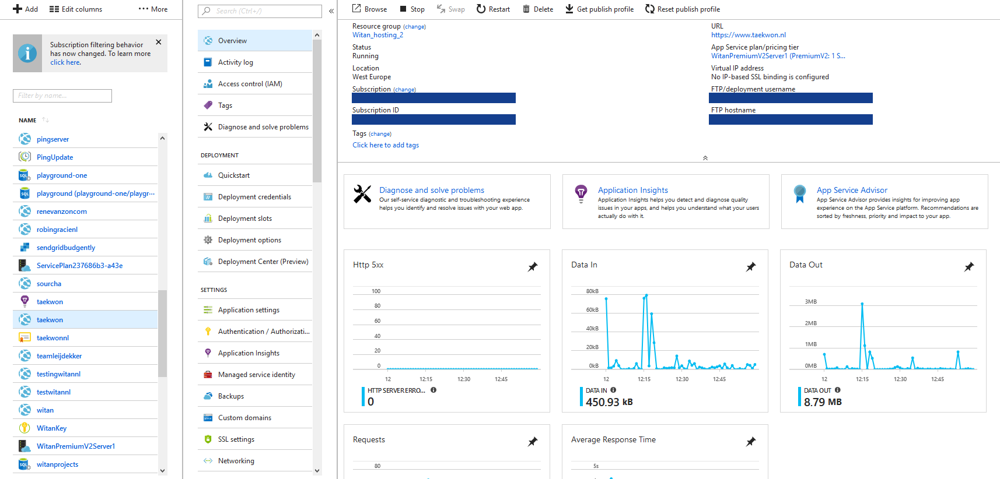 Add
Edit columns
More
Subscription filtering behavior
has now changed. To learn more
click here.
Filter by name...
NAME
pingserver
PingUpdate
playground-one
playground (playground-one/playgr···
renevanzoncom
robingracienl
sendgridbudgently
ServicePlan237686b3-a43e
sourcha
taekwon
taekwon
taekwonnl
teamleijdekker
testingwitannl
testwitannl
witan
WitanKey
WitanPremiumV2Server1
witanprojects
Search (Ctrl+/)
Overview
Activity log
Access control (IAM)
Tags
Diagnose and solve problems
DEPLOYMENT
Quickstart
Deployment credentials
Deployment slots
Deployment options
Deployment Center (Preview)
SETTINGS
Application settings
Authentication / Authorizati...
Application Insights
Managed service identity
Backups
Custom domains
SSL settings
Networking
Browse
Stop
Swap
Restart
Delete
Get publish profile
Reset publish profile
Resource group (change)
Witan_hosting_2
Status
Running
Location
West Europe
Subscription (change)
Subscription ID
Tags (change)
Click here to add tags
URL
https://www.taekwon.nl
App Service plan/pricing tier
WitanPremiumV2Server1 (PremiumV2: 1 S...
Virtual IP address
No IP-based SSL binding is configured
FTP/deployment username
FTP hostname
Diagnose and solve problems
Our self-service diagnostic and troubleshooting experience
helps you identify and resolve issues with your web app.
Application Insights
Application Insights helps you detect and diagnose quality
issues in your apps, and helps you understand what your users
actually do with it.
App Service Advisor
App Service Advisor provides insights for improving app
experience on the App Service platform. Recommendations are
sorted by freshness, priority and impact to your app.
Http 5xx
100
80
60
40
20
0
12 12:15 12:30 12:45
HTTP SERVER ERRO...
0
Data In
80kB
60kB
40kB
20kB
0kB
12 12:15 12:30 12:45
DATA IN
450.93 kB
Data Out
3MB
2MB
1MB
0MB
12 12:15 12:30 12:45
DATA OUT
8.79 MB
Requests
80
Average Response Time
5s